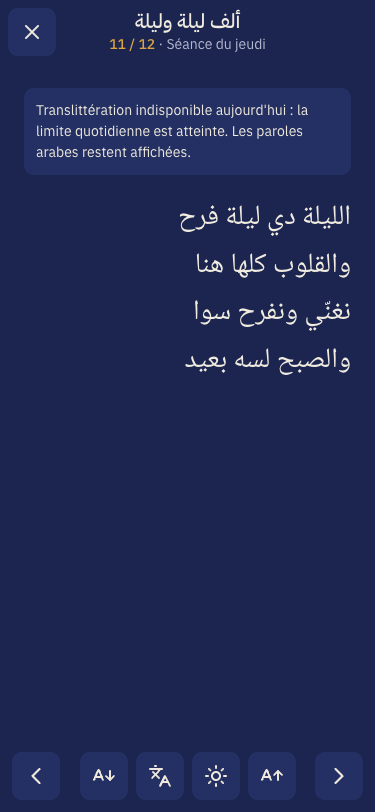 ألف ليلة وليلة
11 / 12 · Séance du jeudi
Translittération indisponible aujourd'hui : la
limite quotidienne est atteinte. Les paroles
arabes restent affichées.
الليلة دي ليلة فرح
والقلوب كلها هنا
نغنّي ونفرح سوا
والصبح لسه بعيد
A
A